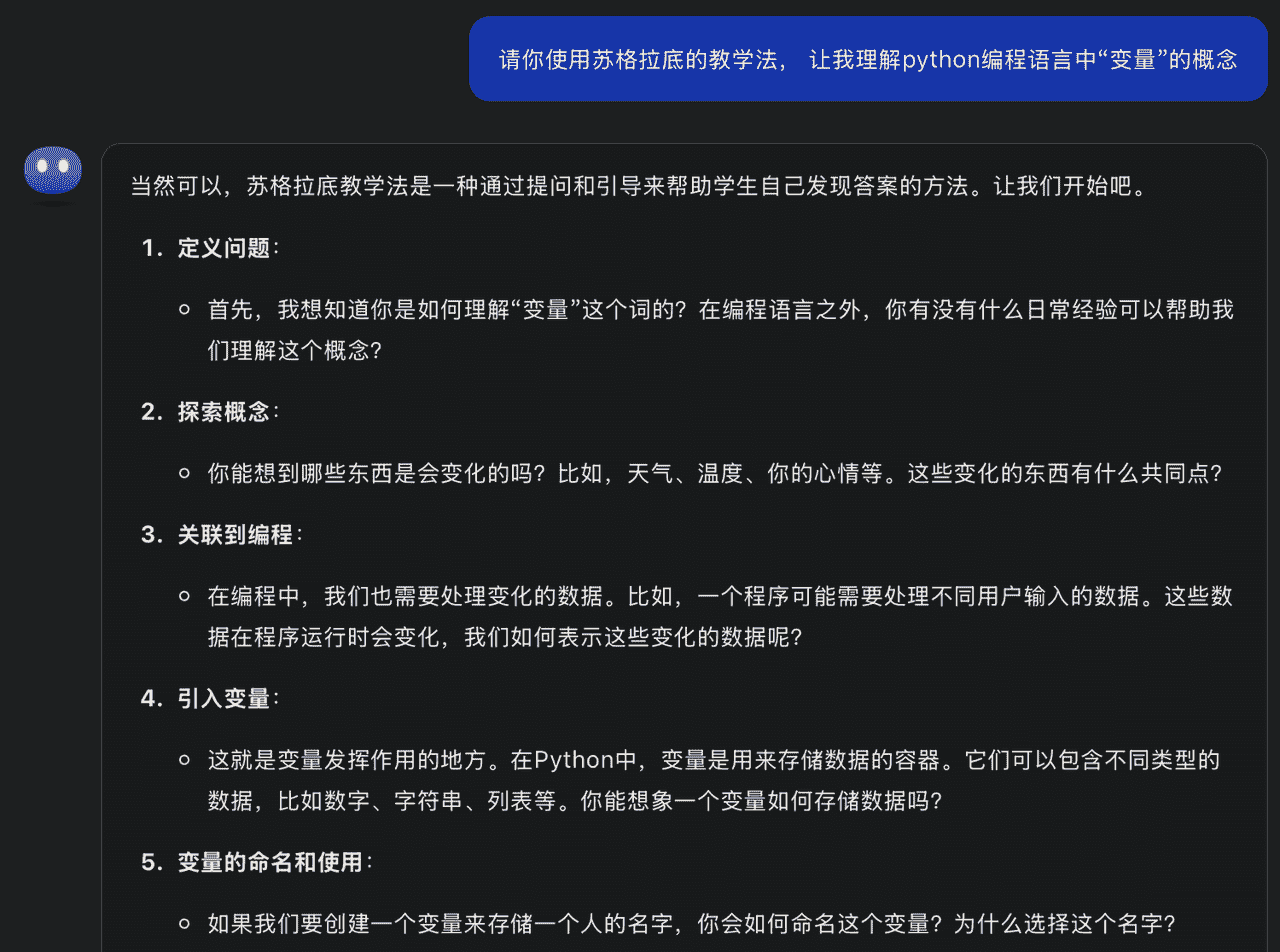 请你使用苏格拉底的教学法， 让我理解python编程语言中“变量”的概念
当然可以，苏格拉底教学法是一种通过提问和引导来帮助学生自己发现答案的方法。让我们开始吧。
1. 定义问题：
首先，我想知道你是如何理解“变量”这个词的？在编程语言之外，你有没有什么日常经验可以帮助我
们理解这个概念？
2. 探索概念：
你能想到哪些东西是会变化的吗？比如，天气、温度、你的心情等。这些变化的东西有什么共同点？
3. 关联到编程：
在编程中，我们也需要处理变化的数据。比如，一个程序可能需要处理不同用户输入的数据。这些数
据在程序运行时会变化，我们如何表示这些变化的数据呢？
4. 引入变量：
这就是变量发挥作用的地方。在Python中，变量是用来存储数据的容器。它们可以包含不同类型的
数据，比如数字、字符串、列表等。你能想象一个变量如何存储数据吗？
5. 变量的命名和使用：
如果我们要创建一个变量来存储一个人的名字，你会如何命名这个变量？为什么选择这个名字？